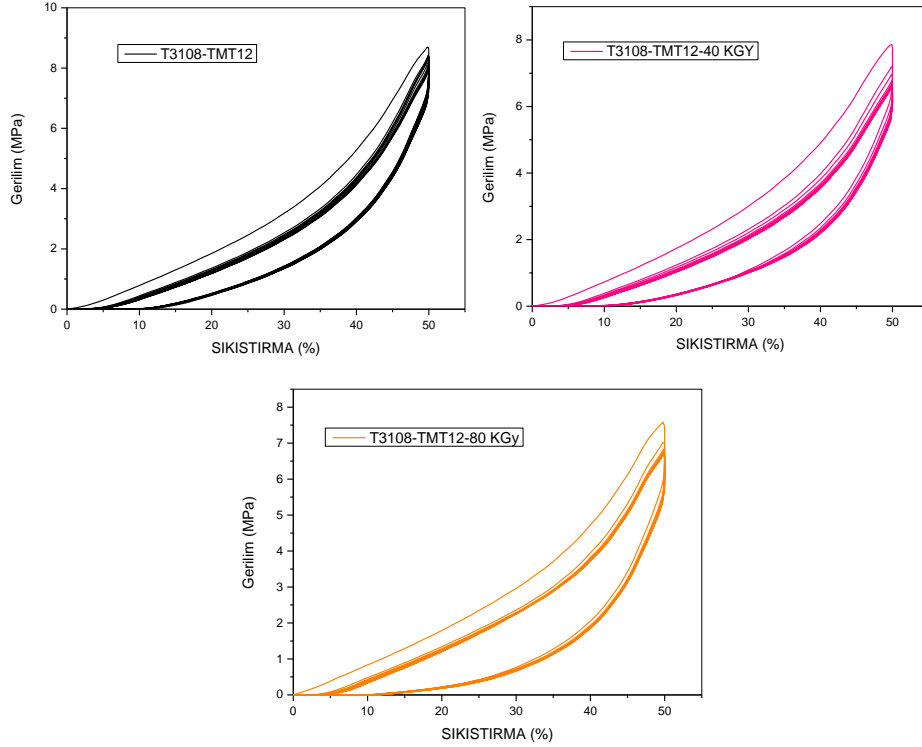 T3108-TMT12
Gerilim (MPa)
10
8
6
4
2
0
0 10 20 30 40 50
SIKISTIRMA (%)
T3108-TMT12-40 KGY
Gerilim (MPa)
8
6
4
2
0
0 10 20 30 40 50
SIKISTIRMA (%)
T3108-TMT12-80 KGy
Gerilim (MPa)
8
7
6
5
4
3
2
1
0
0 10 20 30 40 50
SIKISTIRMA (%)